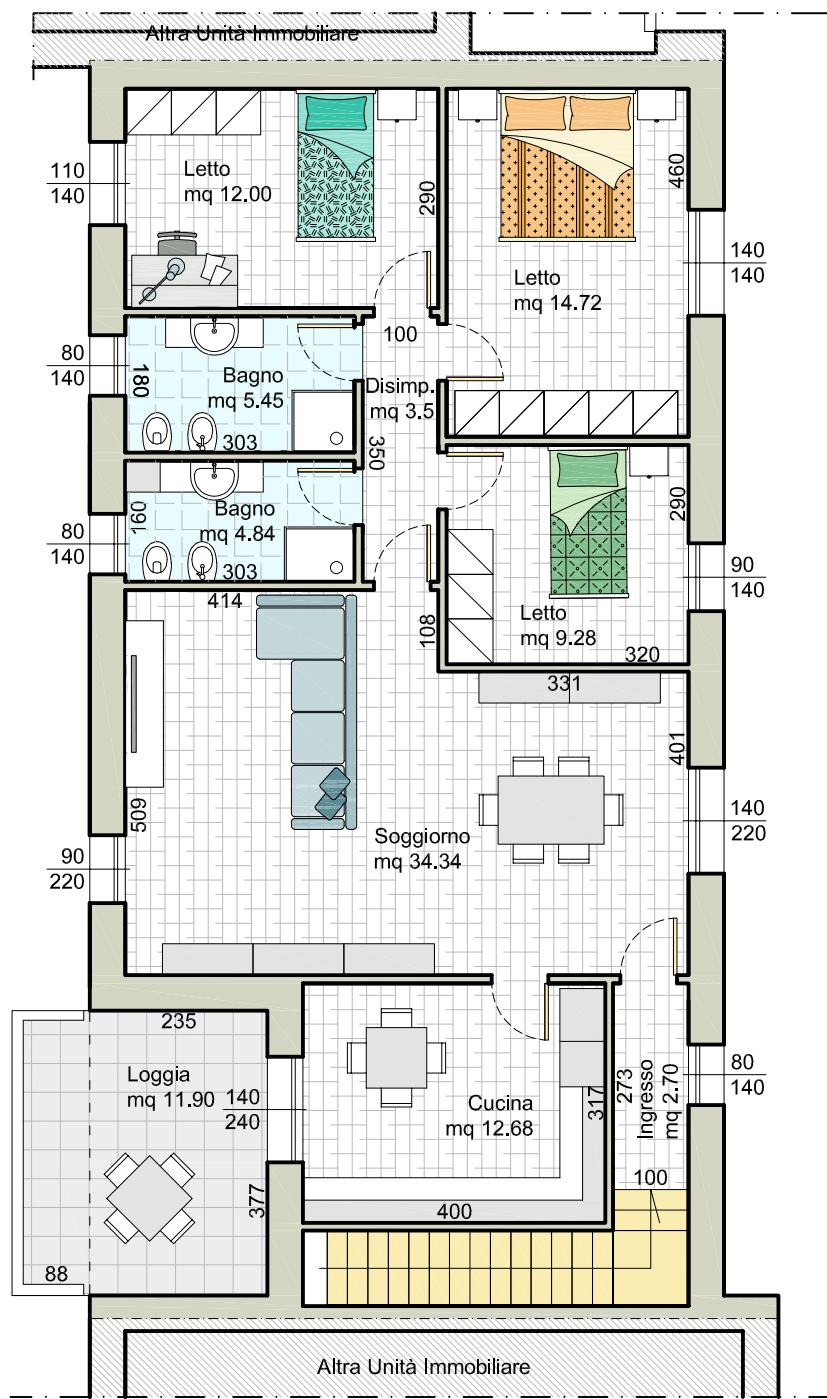 Altra Unità Immobiliare
110
140
Letto
mq 12.00
290
460
140
140
Letto
mq 14.72
100
80
140
180
Bagno
mq 5.45
303
Disimp.
mq 3.5
350
80
140
160
Bagno
mq 4.84
303
290
90
140
Letto
mq 9.28
320
414
108
331
401
509
140
220
Soggiorno
mq 34.34
90
220
235
Loggia
mq 11.90
140
240
377
88
Cucina
mq 12.68
317
400
273
Ingresso
mq 2.70
80
140
100
Altra Unità Immobiliare